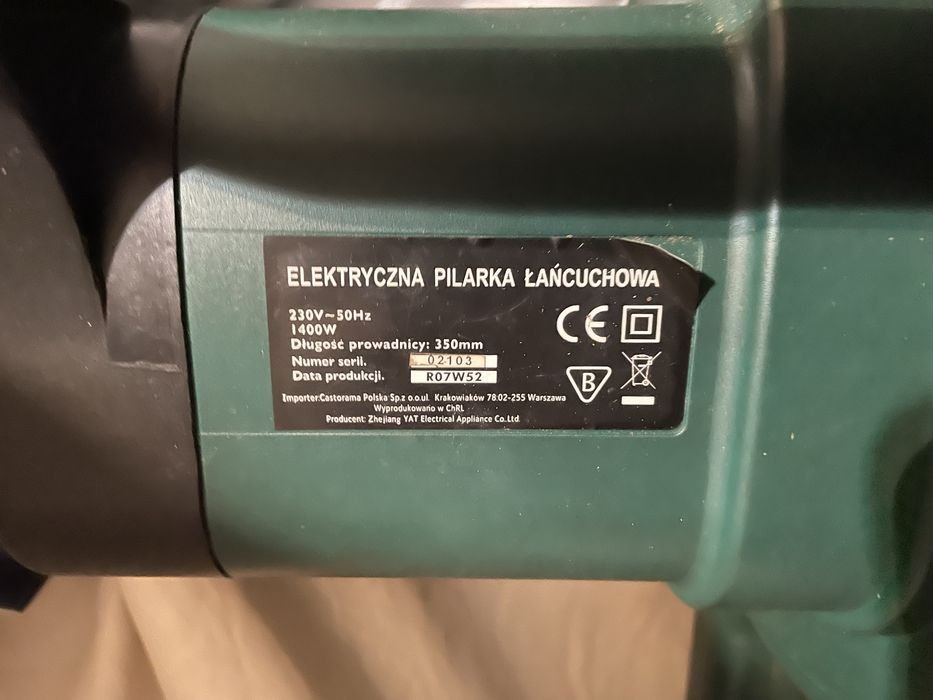 ELEKTRYCZNA PILARKA ŁAŃCUCHOWA
230V~50Hz
1400W
Długość prowadnicy: 350mm
Numer serii. 02103
Data produkcji. R07W52
CE
B
Importer:Castorama Polska Sp.z o.o.ul. Krakowiaków 78:02-255 Warszawa
Wyprodukowano w ChRL
Producent: Zhejiang YAT Electrical Appliance Co.Ltd